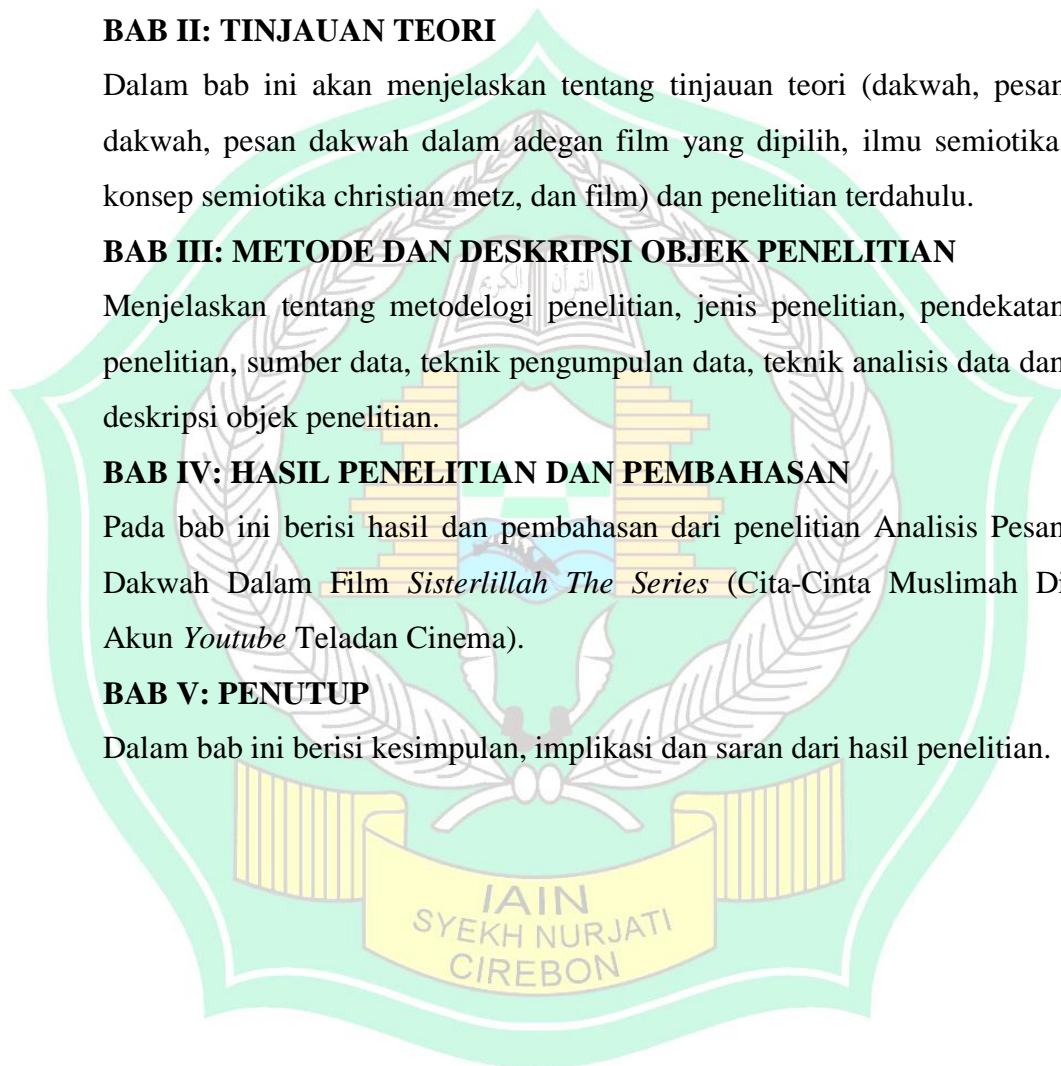 BAB II: TINJAUAN TEORI
Dalam bab ini akan menjelaskan tentang tinjauan teori (dakwah, pesan
dakwah, pesan dakwah dalam adegan film yang dipilih, ilmu semiotika
konsep semiotika christian metz, dan film) dan penelitian terdahulu.
BAB III: METODE DAN DESKRIPSI OBJEK PENELITIAN
القرآن الكريم
Menjelaskan tentang metodelogi penelitian, jenis penelitian, pendekatan
penelitian, sumber data, teknik pengumpulan data, teknik analisis data dan
deskripsi objek penelitian.
BAB IV: HASIL PENELITIAN DAN PEMBAHASAN
Pada bab ini berisi hasil dan pembahasan dari penelitian Analisis Pesan
Dakwah Dalam Film Sisterlillah The Series (Cita-Cinta Muslimah Di
Akun Youtube Teladan Cinema).
BAB V: PENUTUP
Dalam bab ini berisi kesimpulan, implikasi dan saran dari hasil penelitian.
IAIN
SYEKH NURJATI
CIREBON